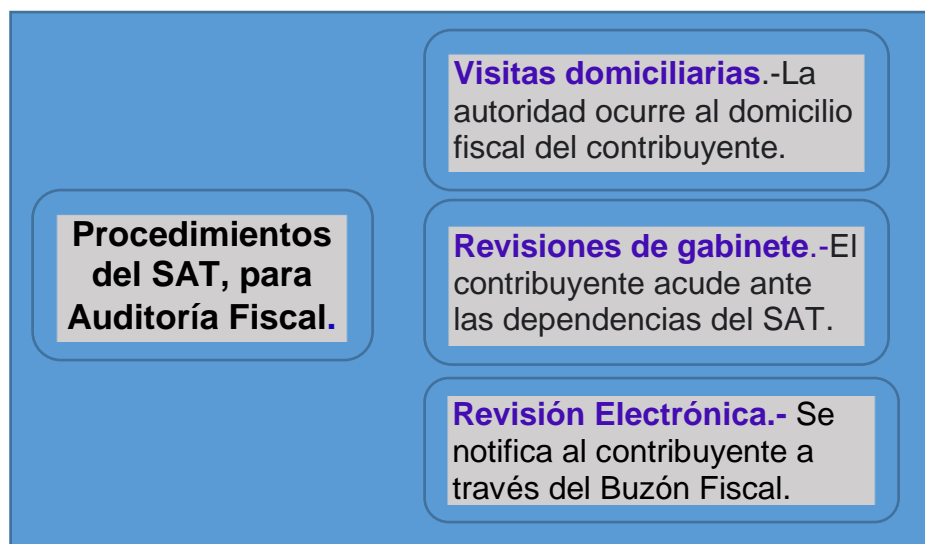 Procedimientos
del SAT, para
Auditoría Fiscal.
Visitas domiciliarias.-La
autoridad ocurre al domicilio
fiscal del contribuyente.
Revisiones de gabinete.-El
contribuyente acude ante
las dependencias del SAT.
Revisión Electrónica.- Se
notifica al contribuyente a
través del Buzón Fiscal.